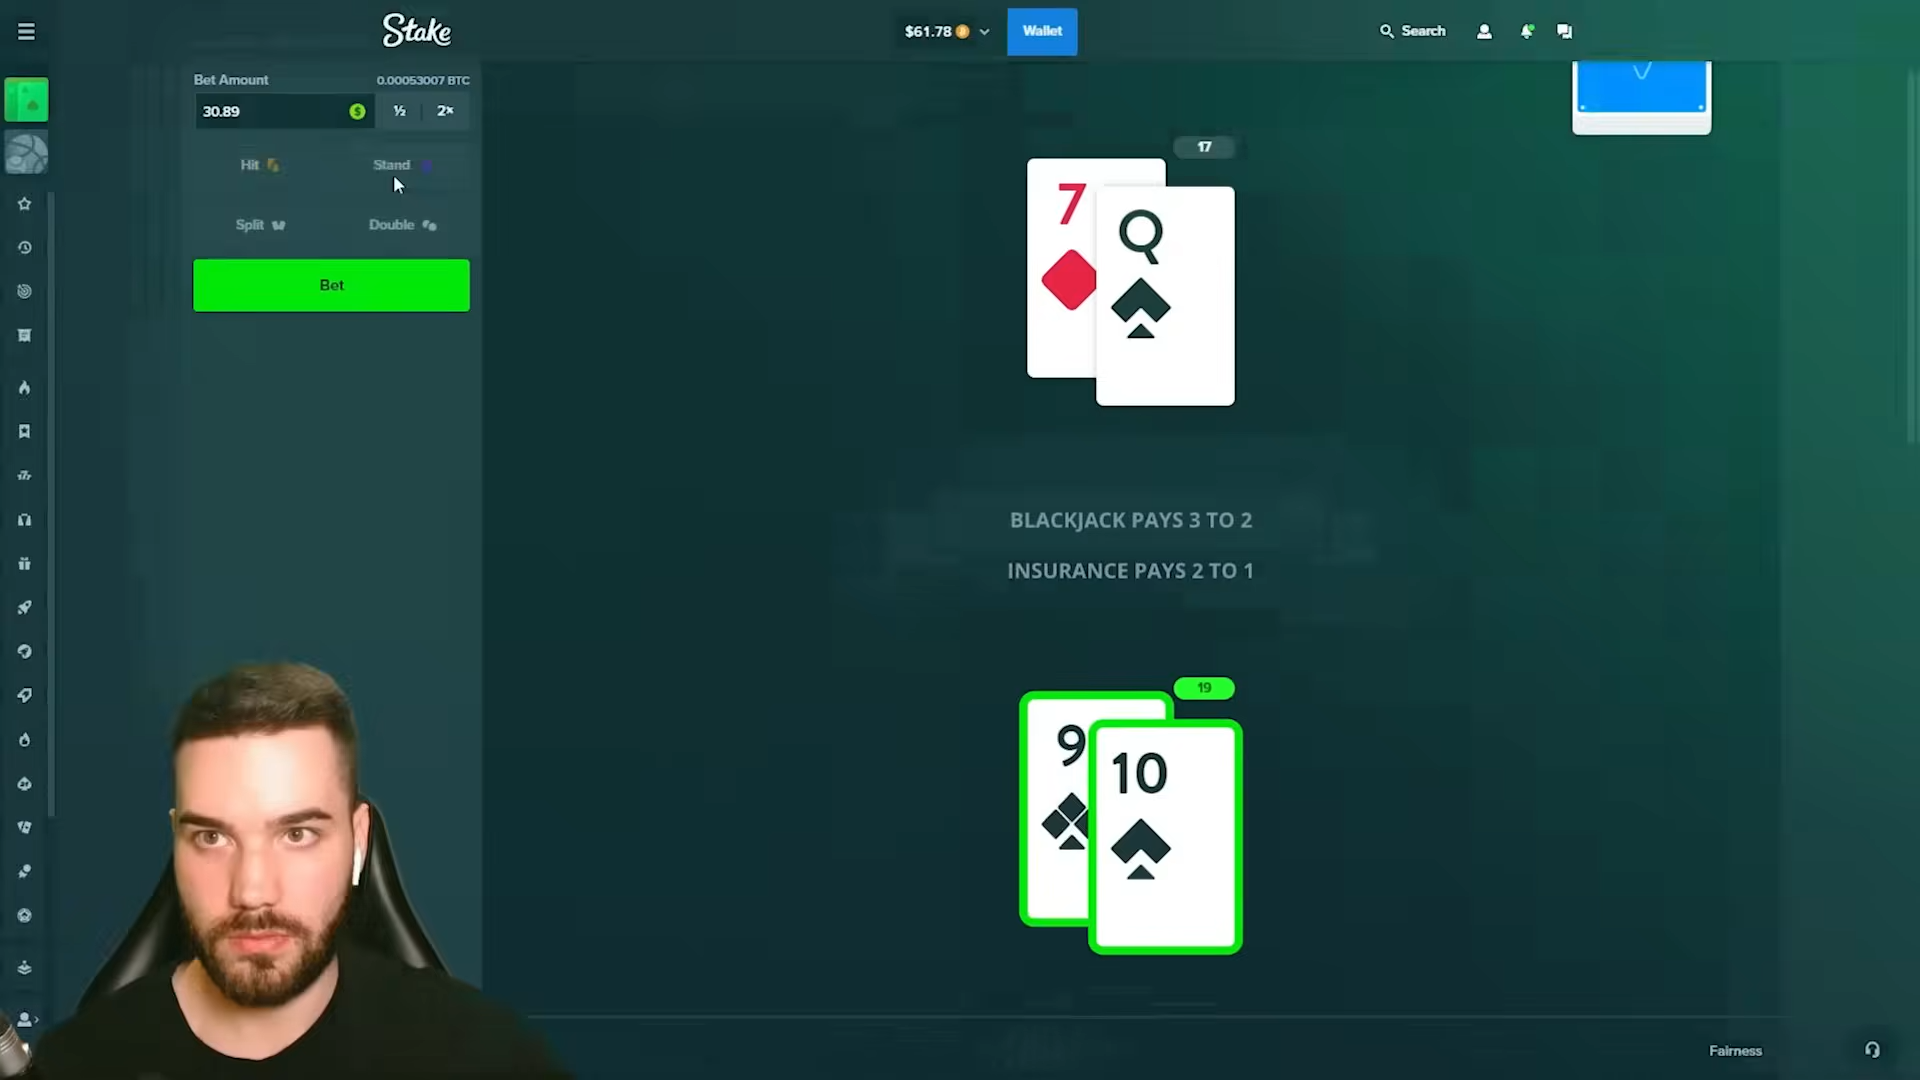 Stake
$61.78
Wallet
Search
Bet Amount
0.00053007 BTC
30.89
$
½
2×
Hit
Stand
Split
Double
Bet
17
7
Q
BLACKJACK PAYS 3 TO 2
INSURANCE PAYS 2 TO 1
19
9
10
Fairness